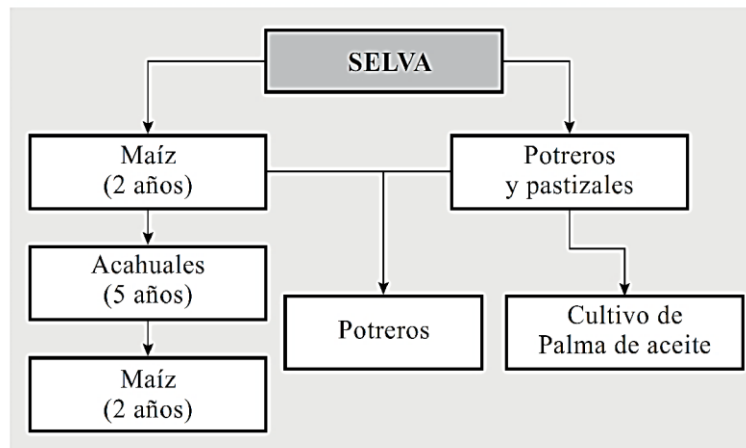 SELVA
Maíz
(2 años)
Potreros
y pastizales
Acahuales
(5 años)
Potreros
Cultivo de
Palma de aceite
Maíz
(2 años)